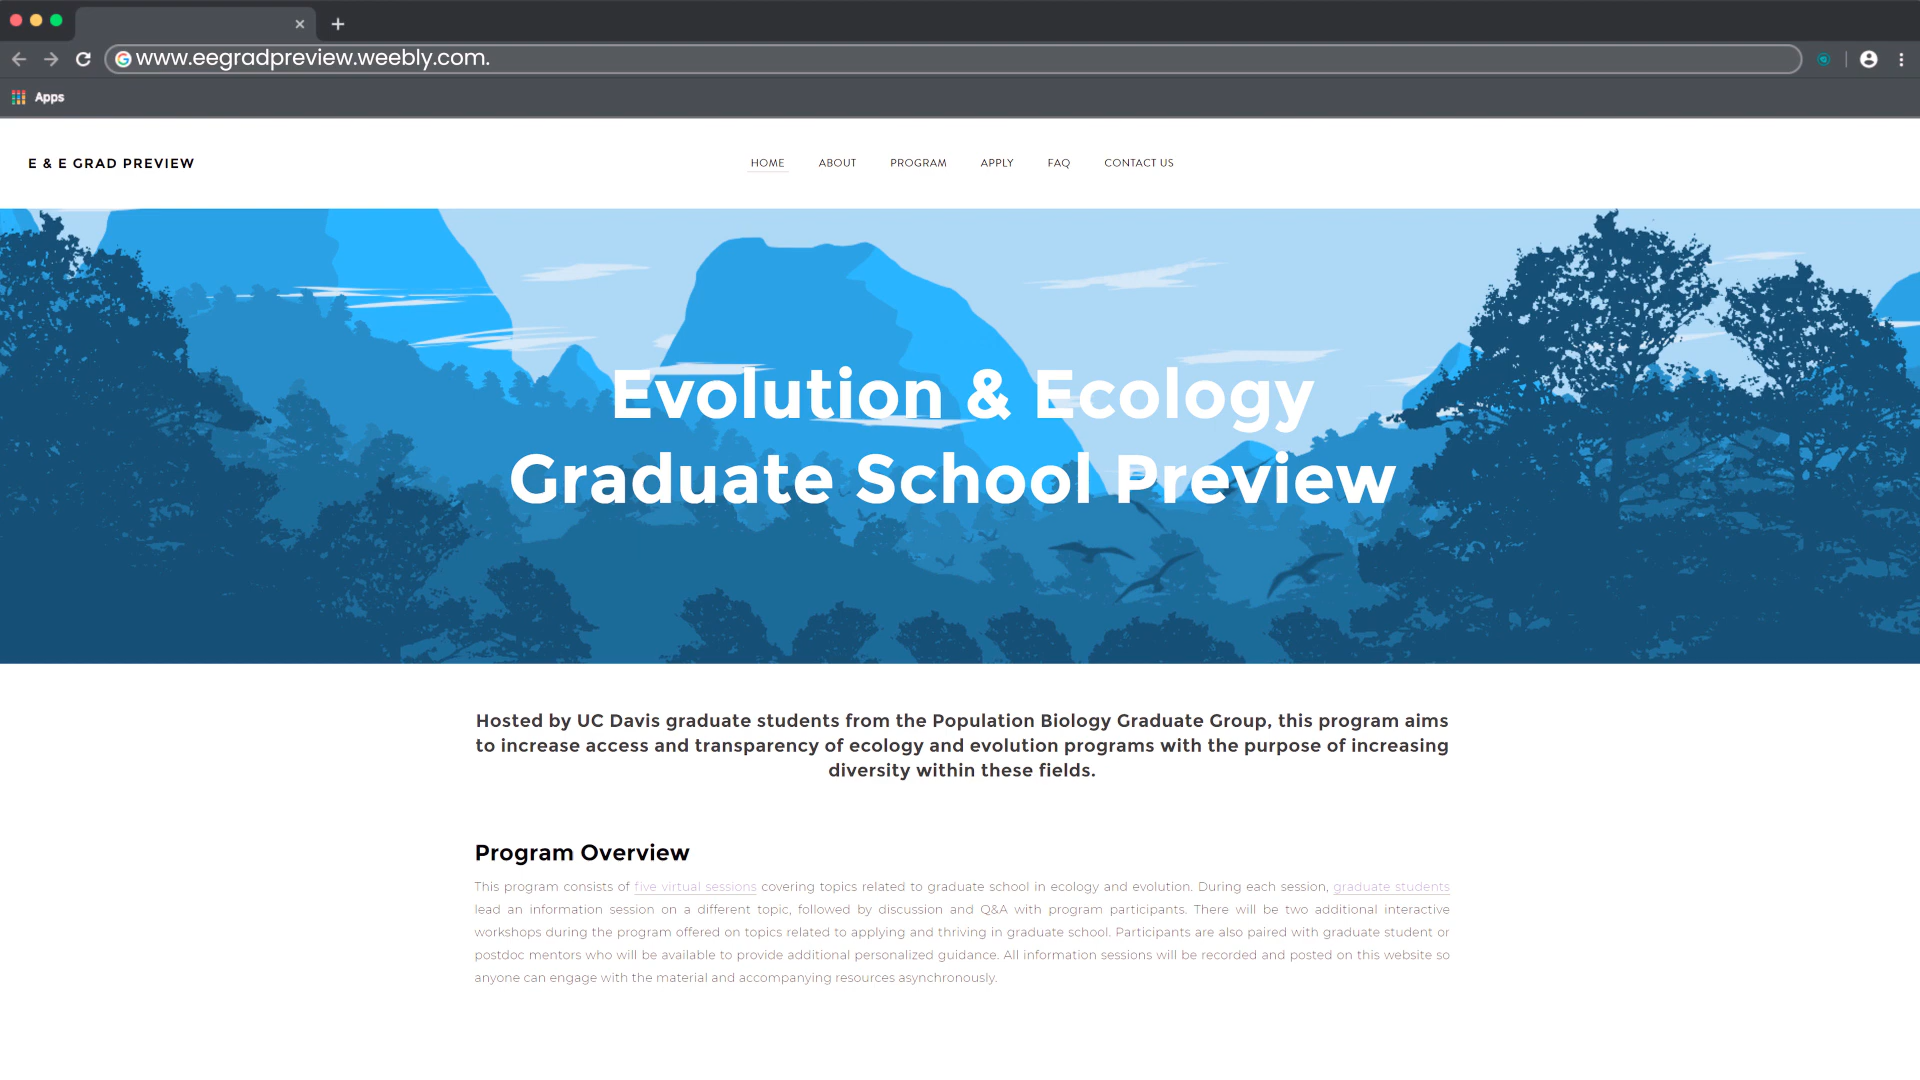 www.eegradpreview.weebly.com.
Apps
E & E GRAD PREVIEW
HOME ABOUT PROGRAM APPLY FAQ CONTACT US
Evolution & Ecology
Graduate School Preview
Hosted by UC Davis graduate students from the Population Biology Graduate Group, this program aims
to increase access and transparency of ecology and evolution programs with the purpose of increasing
diversity within these fields.
Program Overview
This program consists of five virtual sessions covering topics related to graduate school in ecology and evolution. During each session, graduate students
lead an information session on a different topic, followed by discussion and Q&A with program participants. There will be two additional interactive
workshops during the program offered on topics related to applying and thriving in graduate school. Participants are also paired with graduate student or
postdoc mentors who will be available to provide additional personalized guidance. All information sessions will be recorded and posted on this website so
anyone can engage with the material and accompanying resources asynchronously.